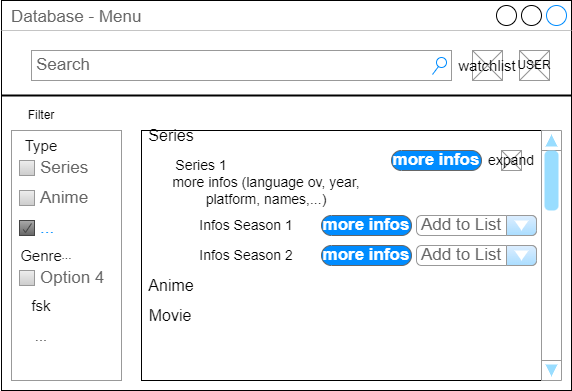 Database - Menu
Search
watchlist USER
Filter
Type
Series
Anime
...
Genre...
Option 4
fsk
...
Series
Series 1
more infos expand
more infos (language ov, year,
platform, names,...)
Infos Season 1 more infos Add to List
Infos Season 2 more infos Add to List
Anime
Movie